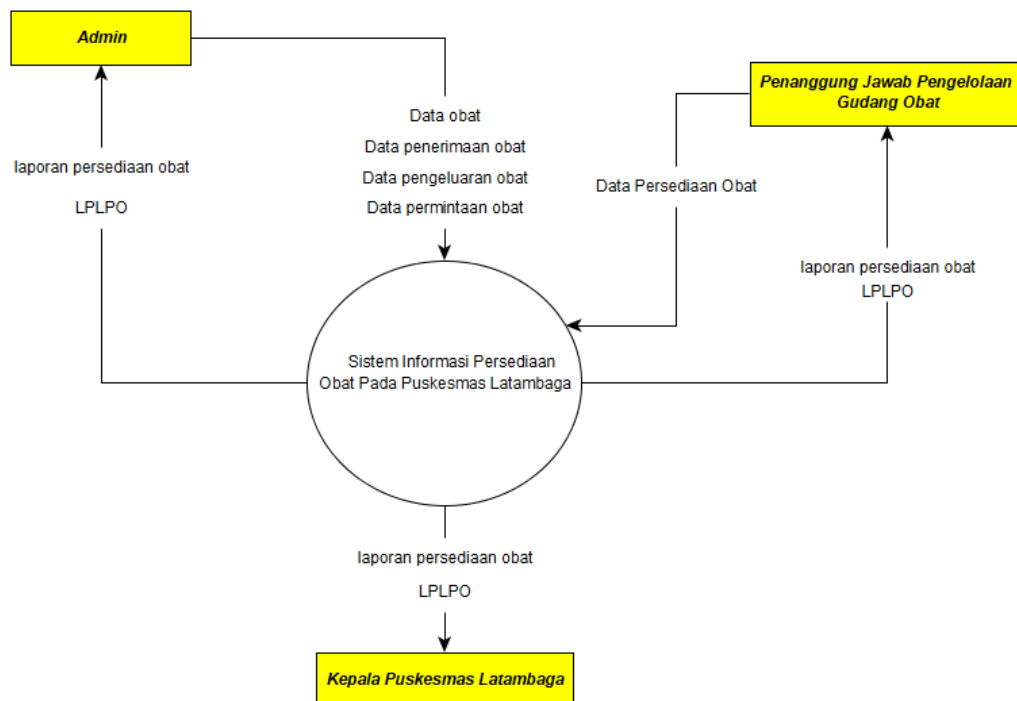 Admin
Penanggung Jawab Pengelolaan
Gudang Obat
Data obat
Data penerimaan obat
Data pengeluaran obat
Data permintaan obat
laporan persediaan obat
LPLPO
Data Persediaan Obat
laporan persediaan obat
LPLPO
Sistem Informasi Persediaan
Obat Pada Puskesmas Latambaga
laporan persediaan obat
LPLPO
Kepala Puskesmas Latambaga